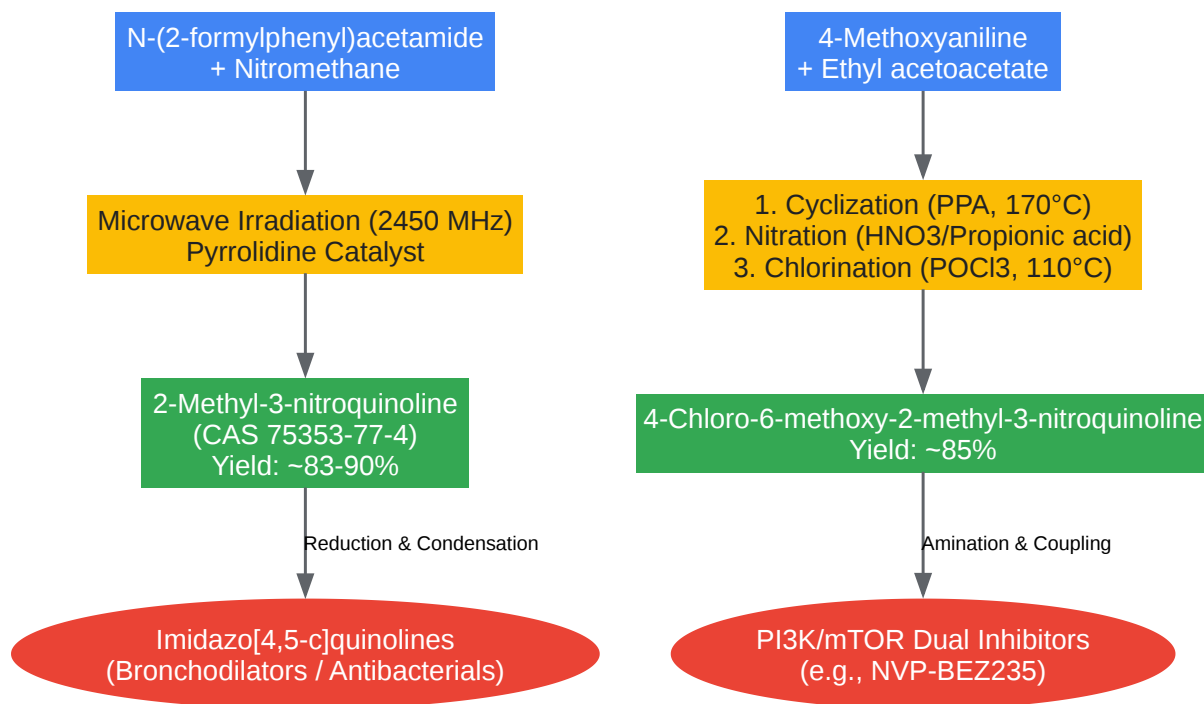 N-(2-formylphenyl)acetamide
+ Nitromethane
4-Methoxyaniline
+ Ethyl acetoacetate
Microwave Irradiation (2450 MHz)
Pyrrolidine Catalyst
1. Cyclization (PPA, 170°C)
2. Nitration (HNO3/Propionic acid)
3. Chlorination (POCl3, 110°C)
2-Methyl-3-nitroquinoline
(CAS 75353-77-4)
Yield: ~83-90%
4-Chloro-6-methoxy-2-methyl-3-nitroquinoline
Yield: ~85%
Reduction & Condensation
Amination & Coupling
Imidazo[4,5-c]quinolines
(Bronchodilators / Antibacterials)
PI3K/mTOR Dual Inhibitors
(e.g., NVP-BEZ235)